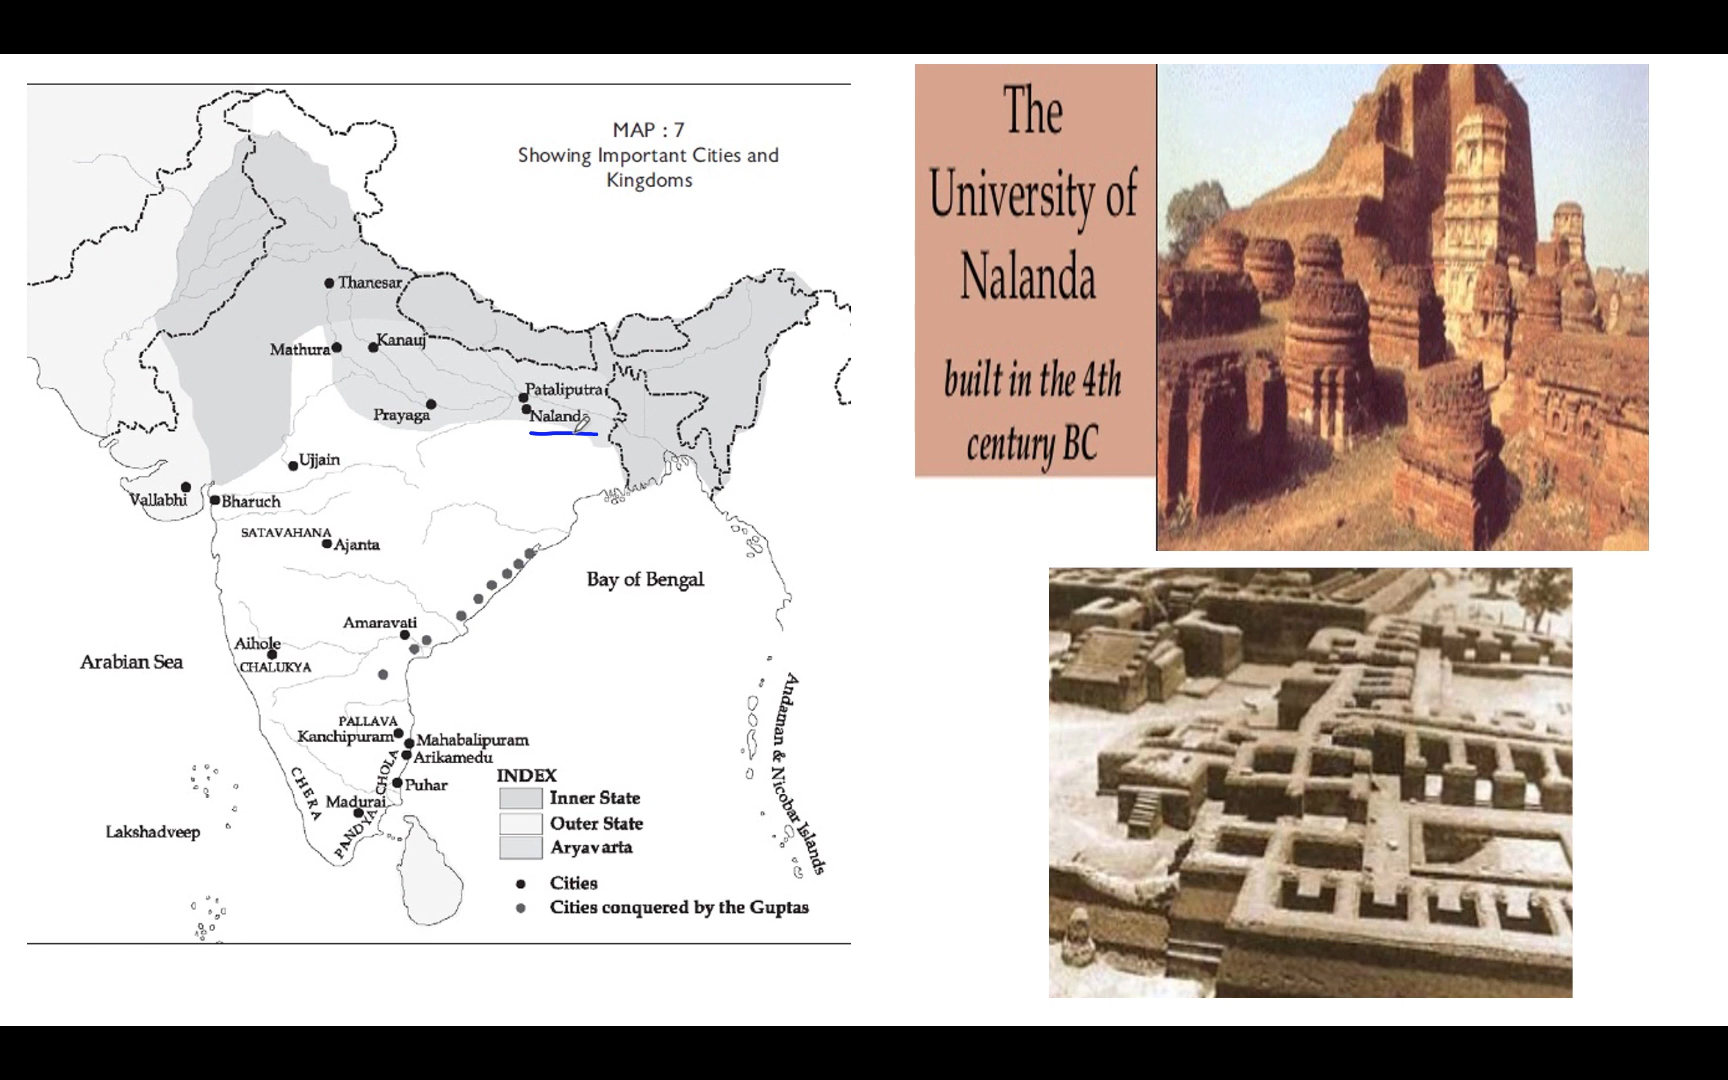 MAP : 7
Showing Important Cities and
Kingdoms
Thanesar
Mathura
Kanauj
Pataliputra
Nalanda
Prayaga
Ujjain
Vallabhi
Bharuch
SATAVAHANA
Ajanta
Bay of Bengal
Amaravati
Aihole
CHALUKYA
Arabian Sea
PALLAVA
Kanchipuram
Mahabalipuram
Arikamedu
CHOLA
Puhar
CHERA
Madurai
PANDYA
Lakshadweep
Andaman & Nicobar Islands
INDEX
Inner State
Outer State
Aryavarta
Cities
Cities conquered by the Guptas
The
University of
Nalanda
built in the 4th
century BC